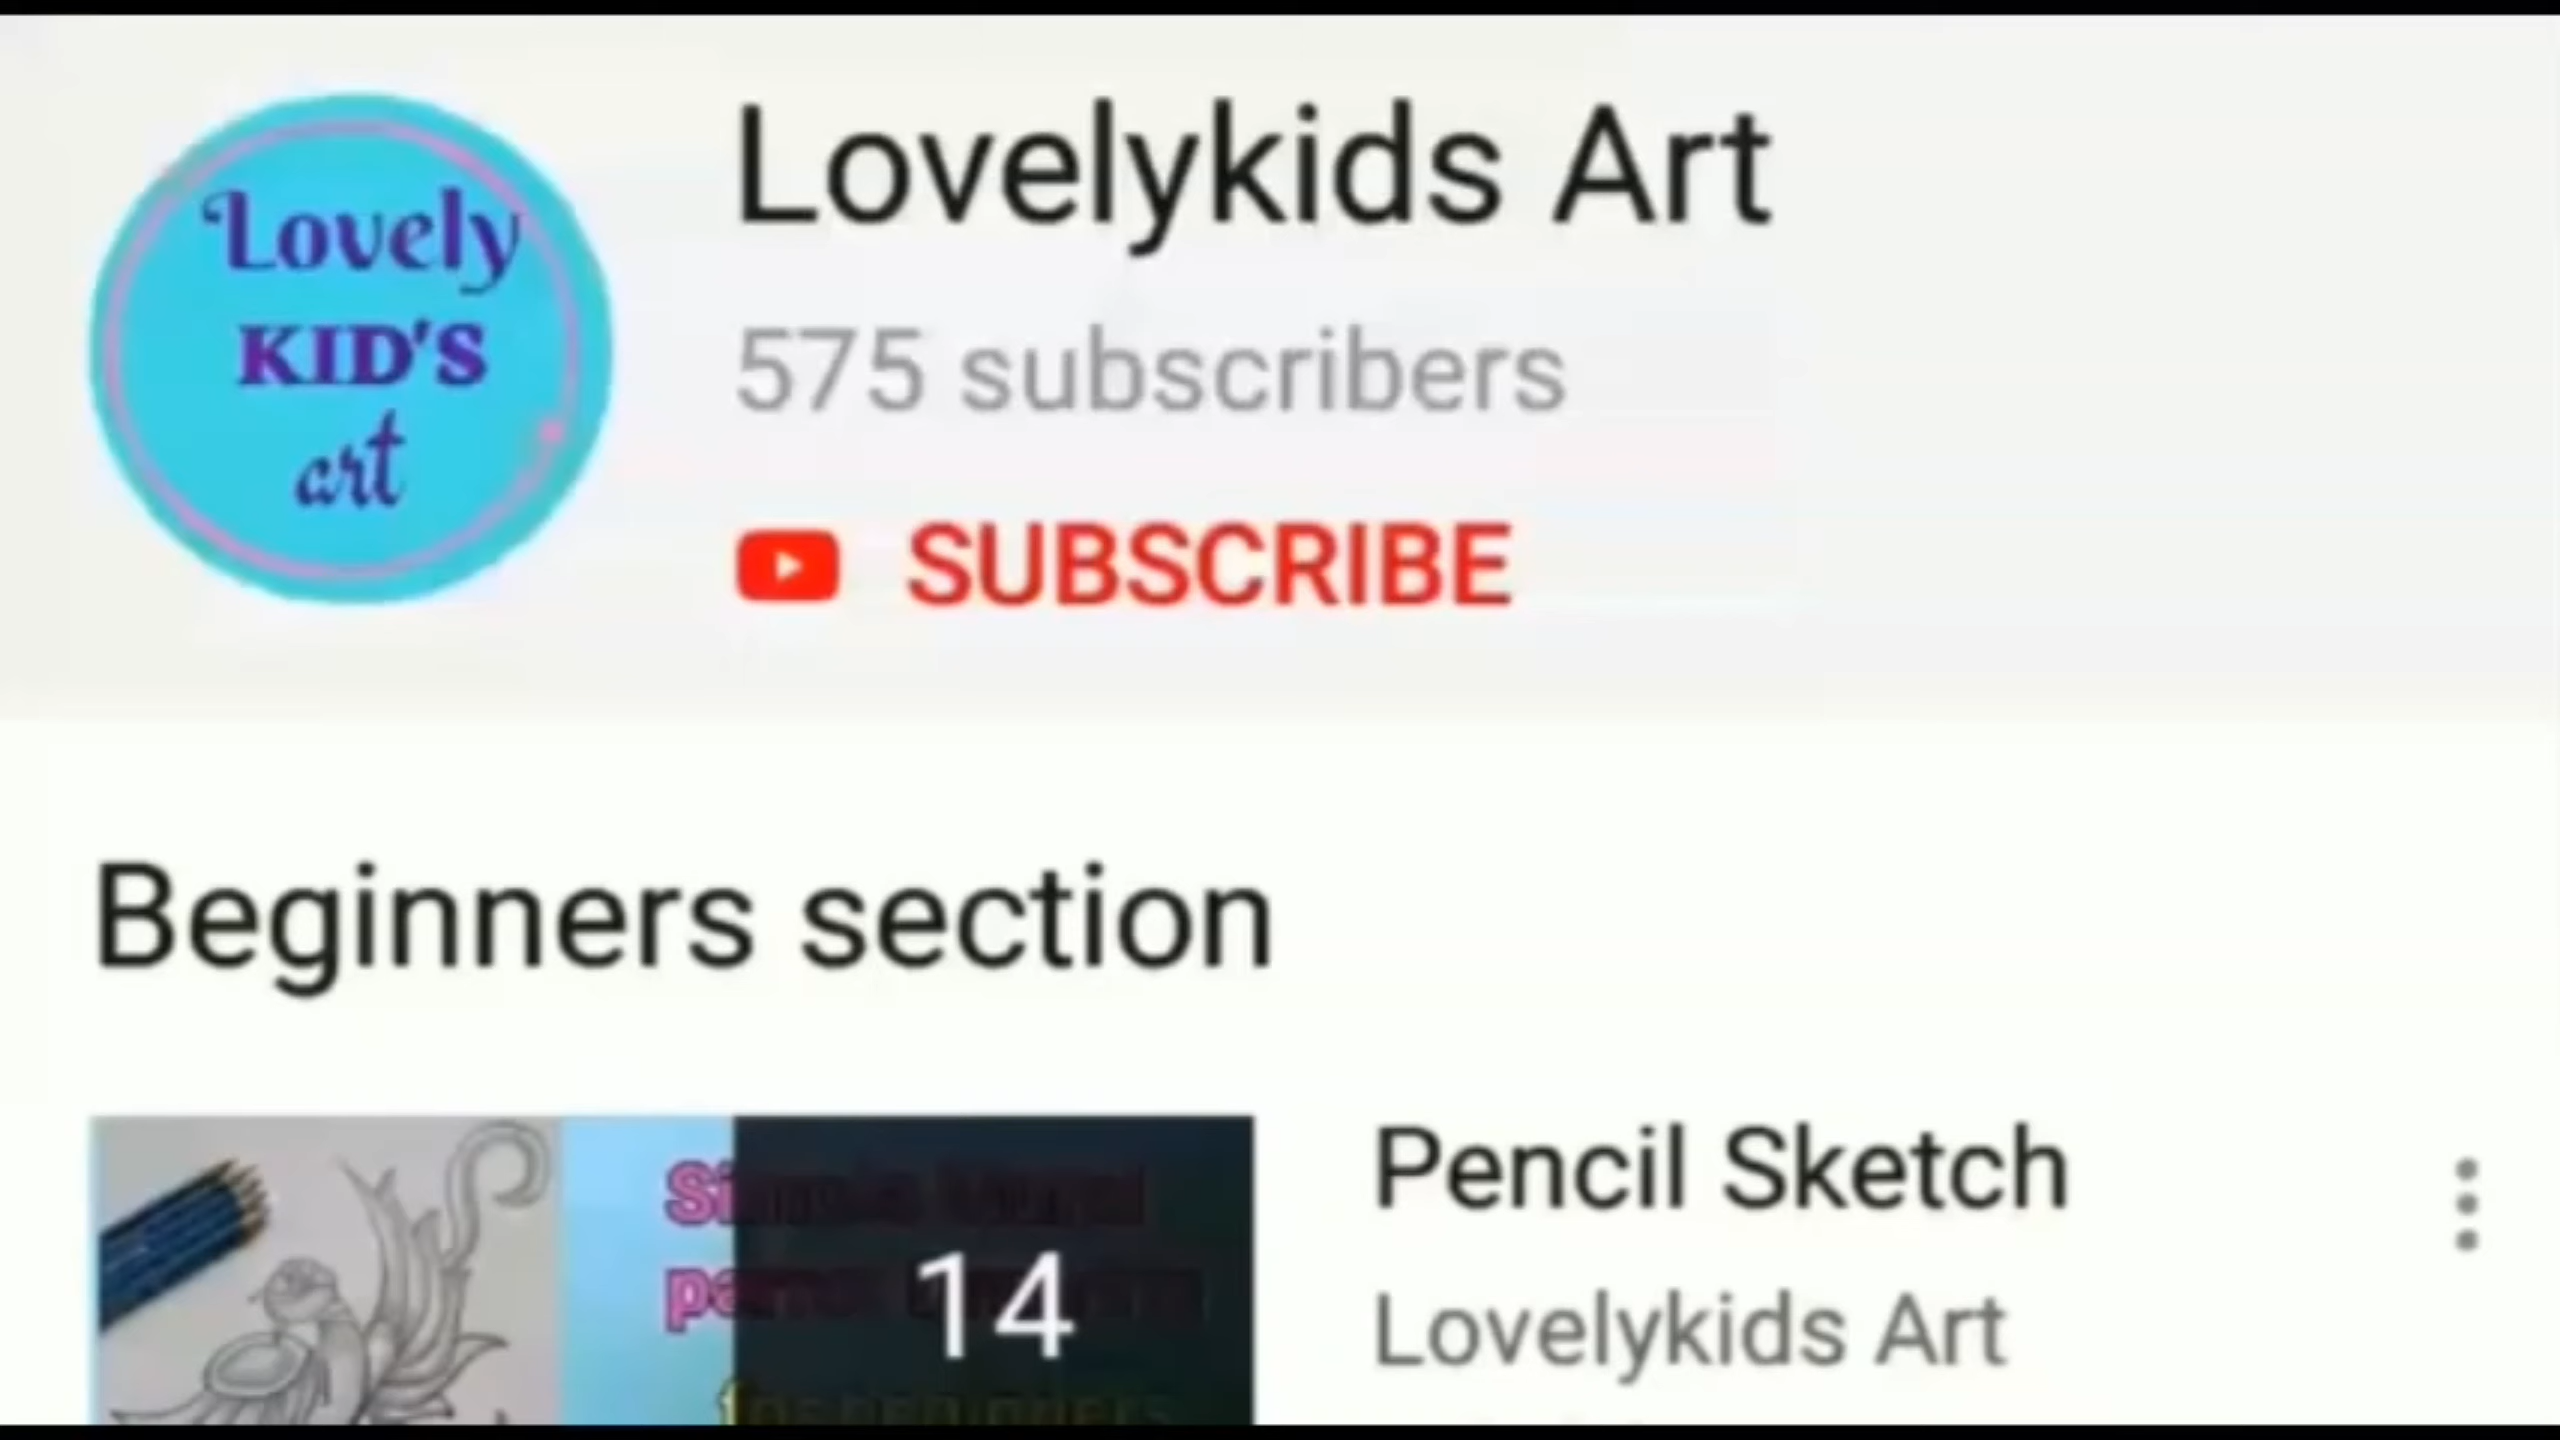 Lovely
KID'S
art
Lovelykids Art
575 subscribers
SUBSCRIBE
Beginners section
14
Pencil Sketch
Lovelykids Art